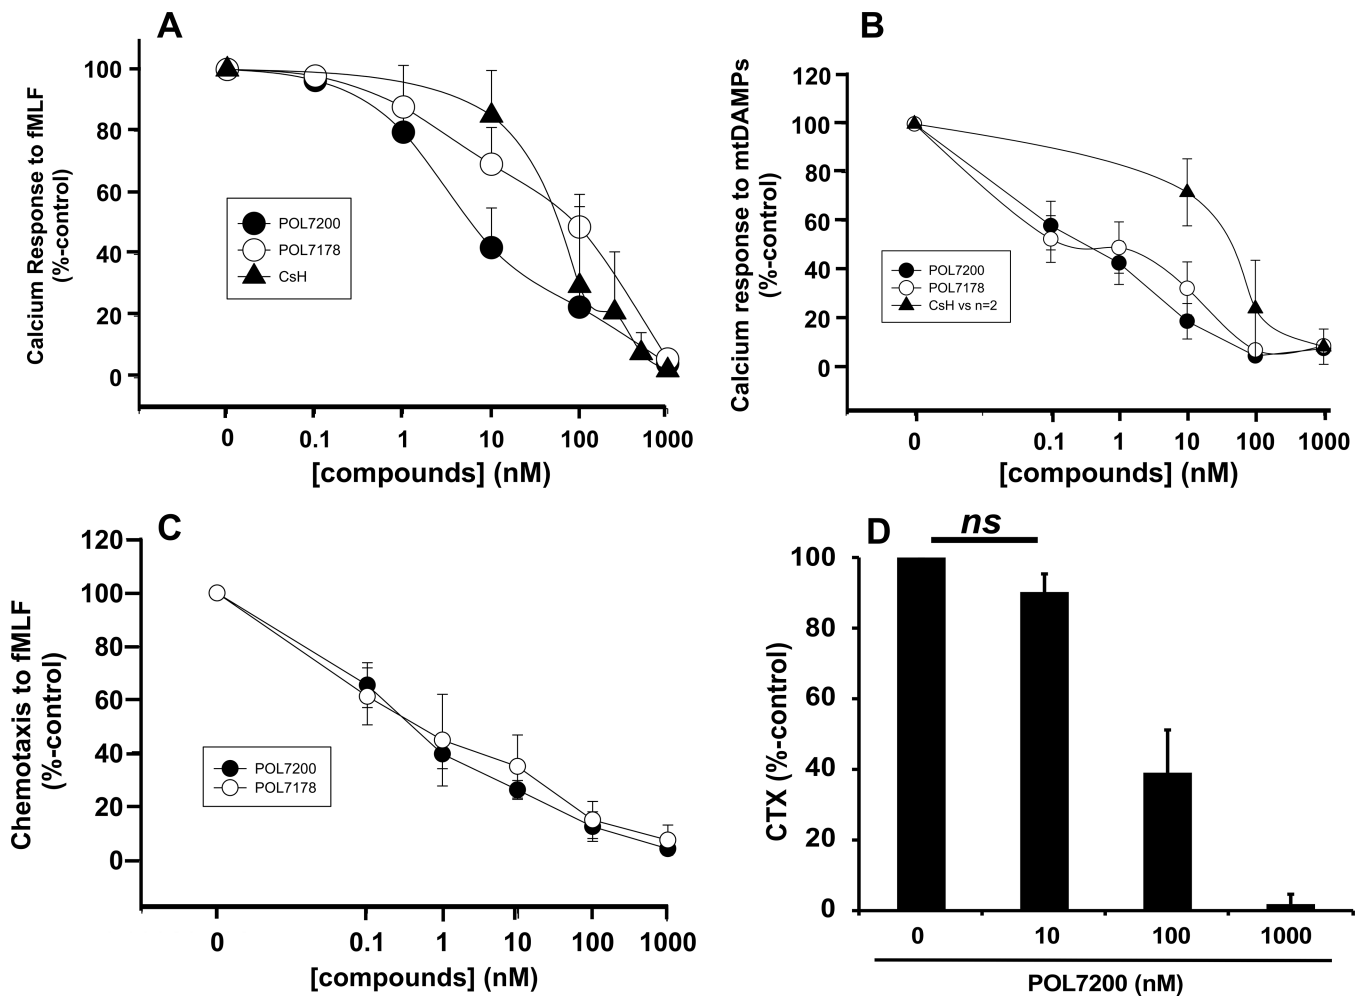 A
Calcium Response to fMLF
(%-control)
100
80
60
40
20
0
POL7200
POL7178
CsH
0 0.1 1 10 100 1000
[compounds] (nM)
B
Calcium response to mtDAMPs
(%-control)
120
100
80
60
40
20
0
POL7200
POL7178
CsH vs n=2
0 0.1 1 10 100 1000
[compounds] (nM)
C
Chemotaxis to fMLF
(%-control)
120
100
80
60
40
20
0
POL7200
POL7178
0 0.1 1 10 100 1000
[compounds] (nM)
D
ns
CTX (%-control)
100
80
60
40
20
0
0 10 100 1000
POL7200 (nM)